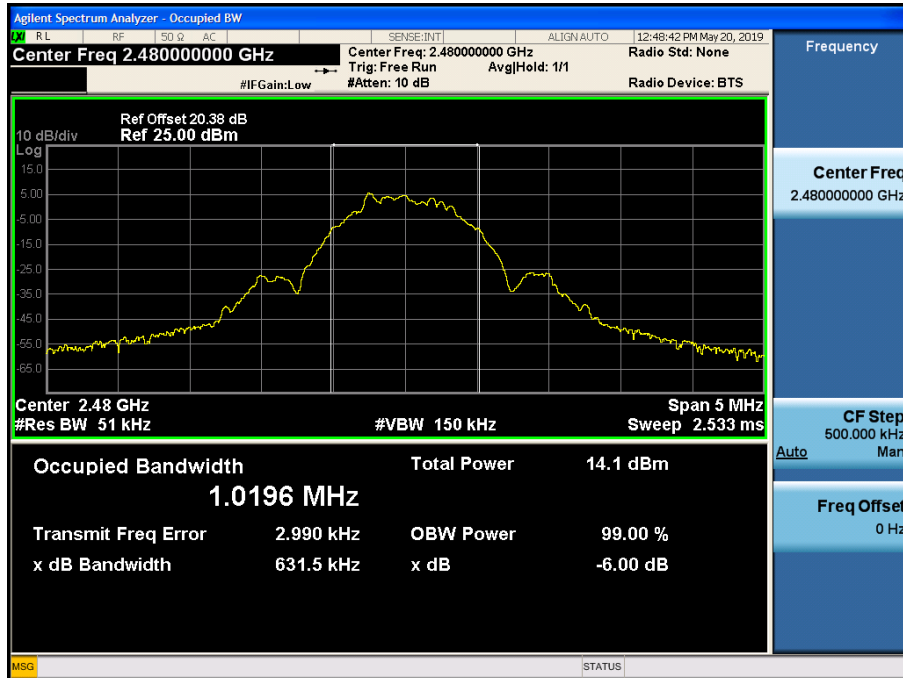 Agilent Spectrum Analyzer - Occupied BW
LXI RL RF 50 Ω AC SENSE:INT ALIGN AUTO 12:48:42 PM May 20, 2019
Center Freq 2.480000000 GHz
Center Freq: 2.480000000 GHz
Radio Std: None
Trig: Free Run Avg|Hold: 1/1
#IFGain:Low
#Atten: 10 dB
Radio Device: BTS
Frequency
Ref Offset 20.38 dB
10 dB/div Ref 25.00 dBm
Log
15.0
5.00
-5.00
-15.0
-25.0
-35.0
-45.0
-55.0
-65.0
Center 2.48 GHz Span 5 MHz
#Res BW 51 kHz #VBW 150 kHz Sweep 2.533 ms
Occupied Bandwidth Total Power 14.1 dBm
1.0196 MHz
Transmit Freq Error 2.990 kHz OBW Power 99.00 %
x dB Bandwidth 631.5 kHz x dB -6.00 dB
Center Freq
2.480000000 GHz
CF Step
500.000 kHz
Auto Man
Freq Offset
0 Hz
MSG STATUS